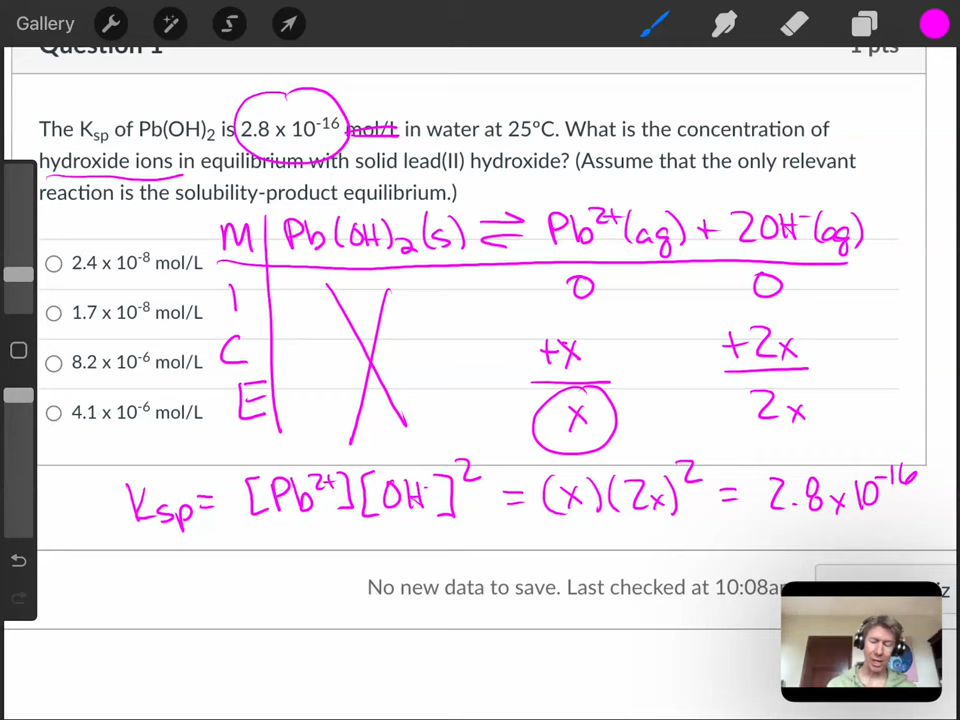 Gallery
Question 1
1 pts
The Ksp of Pb(OH)2 is 2.8 x 10-16 mol/L in water at 25ºC. What is the concentration of
hydroxide ions in equilibrium with solid lead(II) hydroxide? (Assume that the only relevant
reaction is the solubility-product equilibrium.)
M Pb(OH)2(s) ⇌ Pb2+(aq) + 2OH-(aq)
2.4 x 10-8 mol/L
I 0 0
1.7 x 10-8 mol/L
C +x +2x
8.2 x 10-6 mol/L
E x 2x
4.1 x 10-6 mol/L
Ksp = [Pb2+][OH-]2 = (x)(2x)2 = 2.8 x 10-16
No new data to save. Last checked at 10:08a